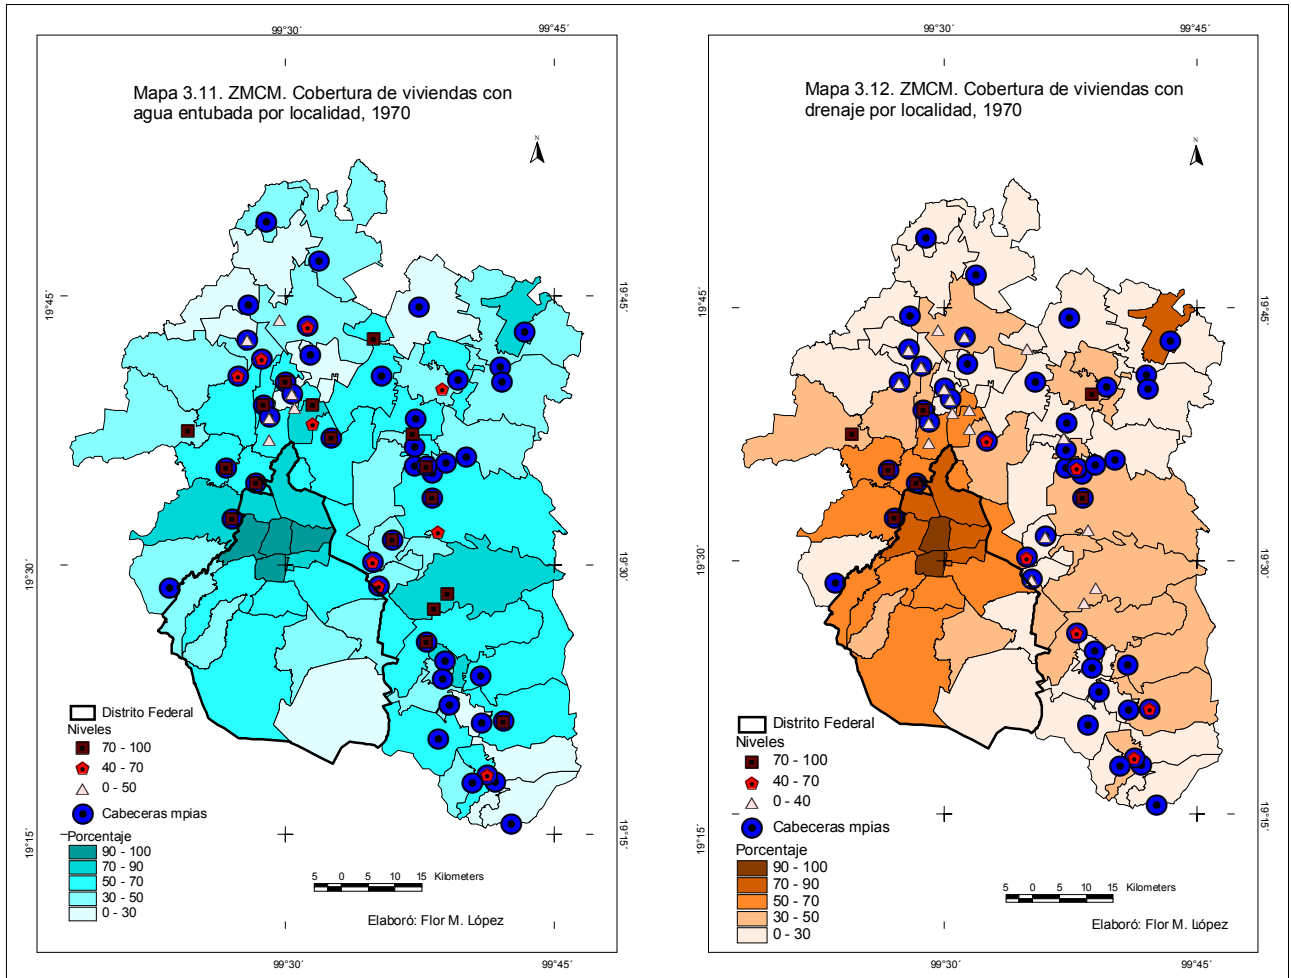 99°30´
99°45´
Mapa 3.11. ZMCM. Cobertura de viviendas con
agua entubada por localidad, 1970
N
19°45´
19°45´
19°30´
19°30´
19°15´
19°15´
Distrito Federal
Niveles
70 - 100
40 - 70
0 - 50
Cabeceras mpias
Porcentaje
90 - 100
70 - 90
50 - 70
30 - 50
0 - 30
5 0 5 10 15 Kilometers
Elaboró: Flor M. López
99°30´
99°45´
99°30´
99°45´
Mapa 3.12. ZMCM. Cobertura de viviendas con
drenaje por localidad, 1970
N
19°45´
19°45´
19°30´
19°30´
19°15´
19°15´
Distrito Federal
Niveles
70 - 100
40 - 70
0 - 40
Cabeceras mpias
Porcentaje
90 - 100
70 - 90
50 - 70
30 - 50
0 - 30
5 0 5 10 15 Kilometers
Elaboró: Flor M. López
99°30´
99°45´